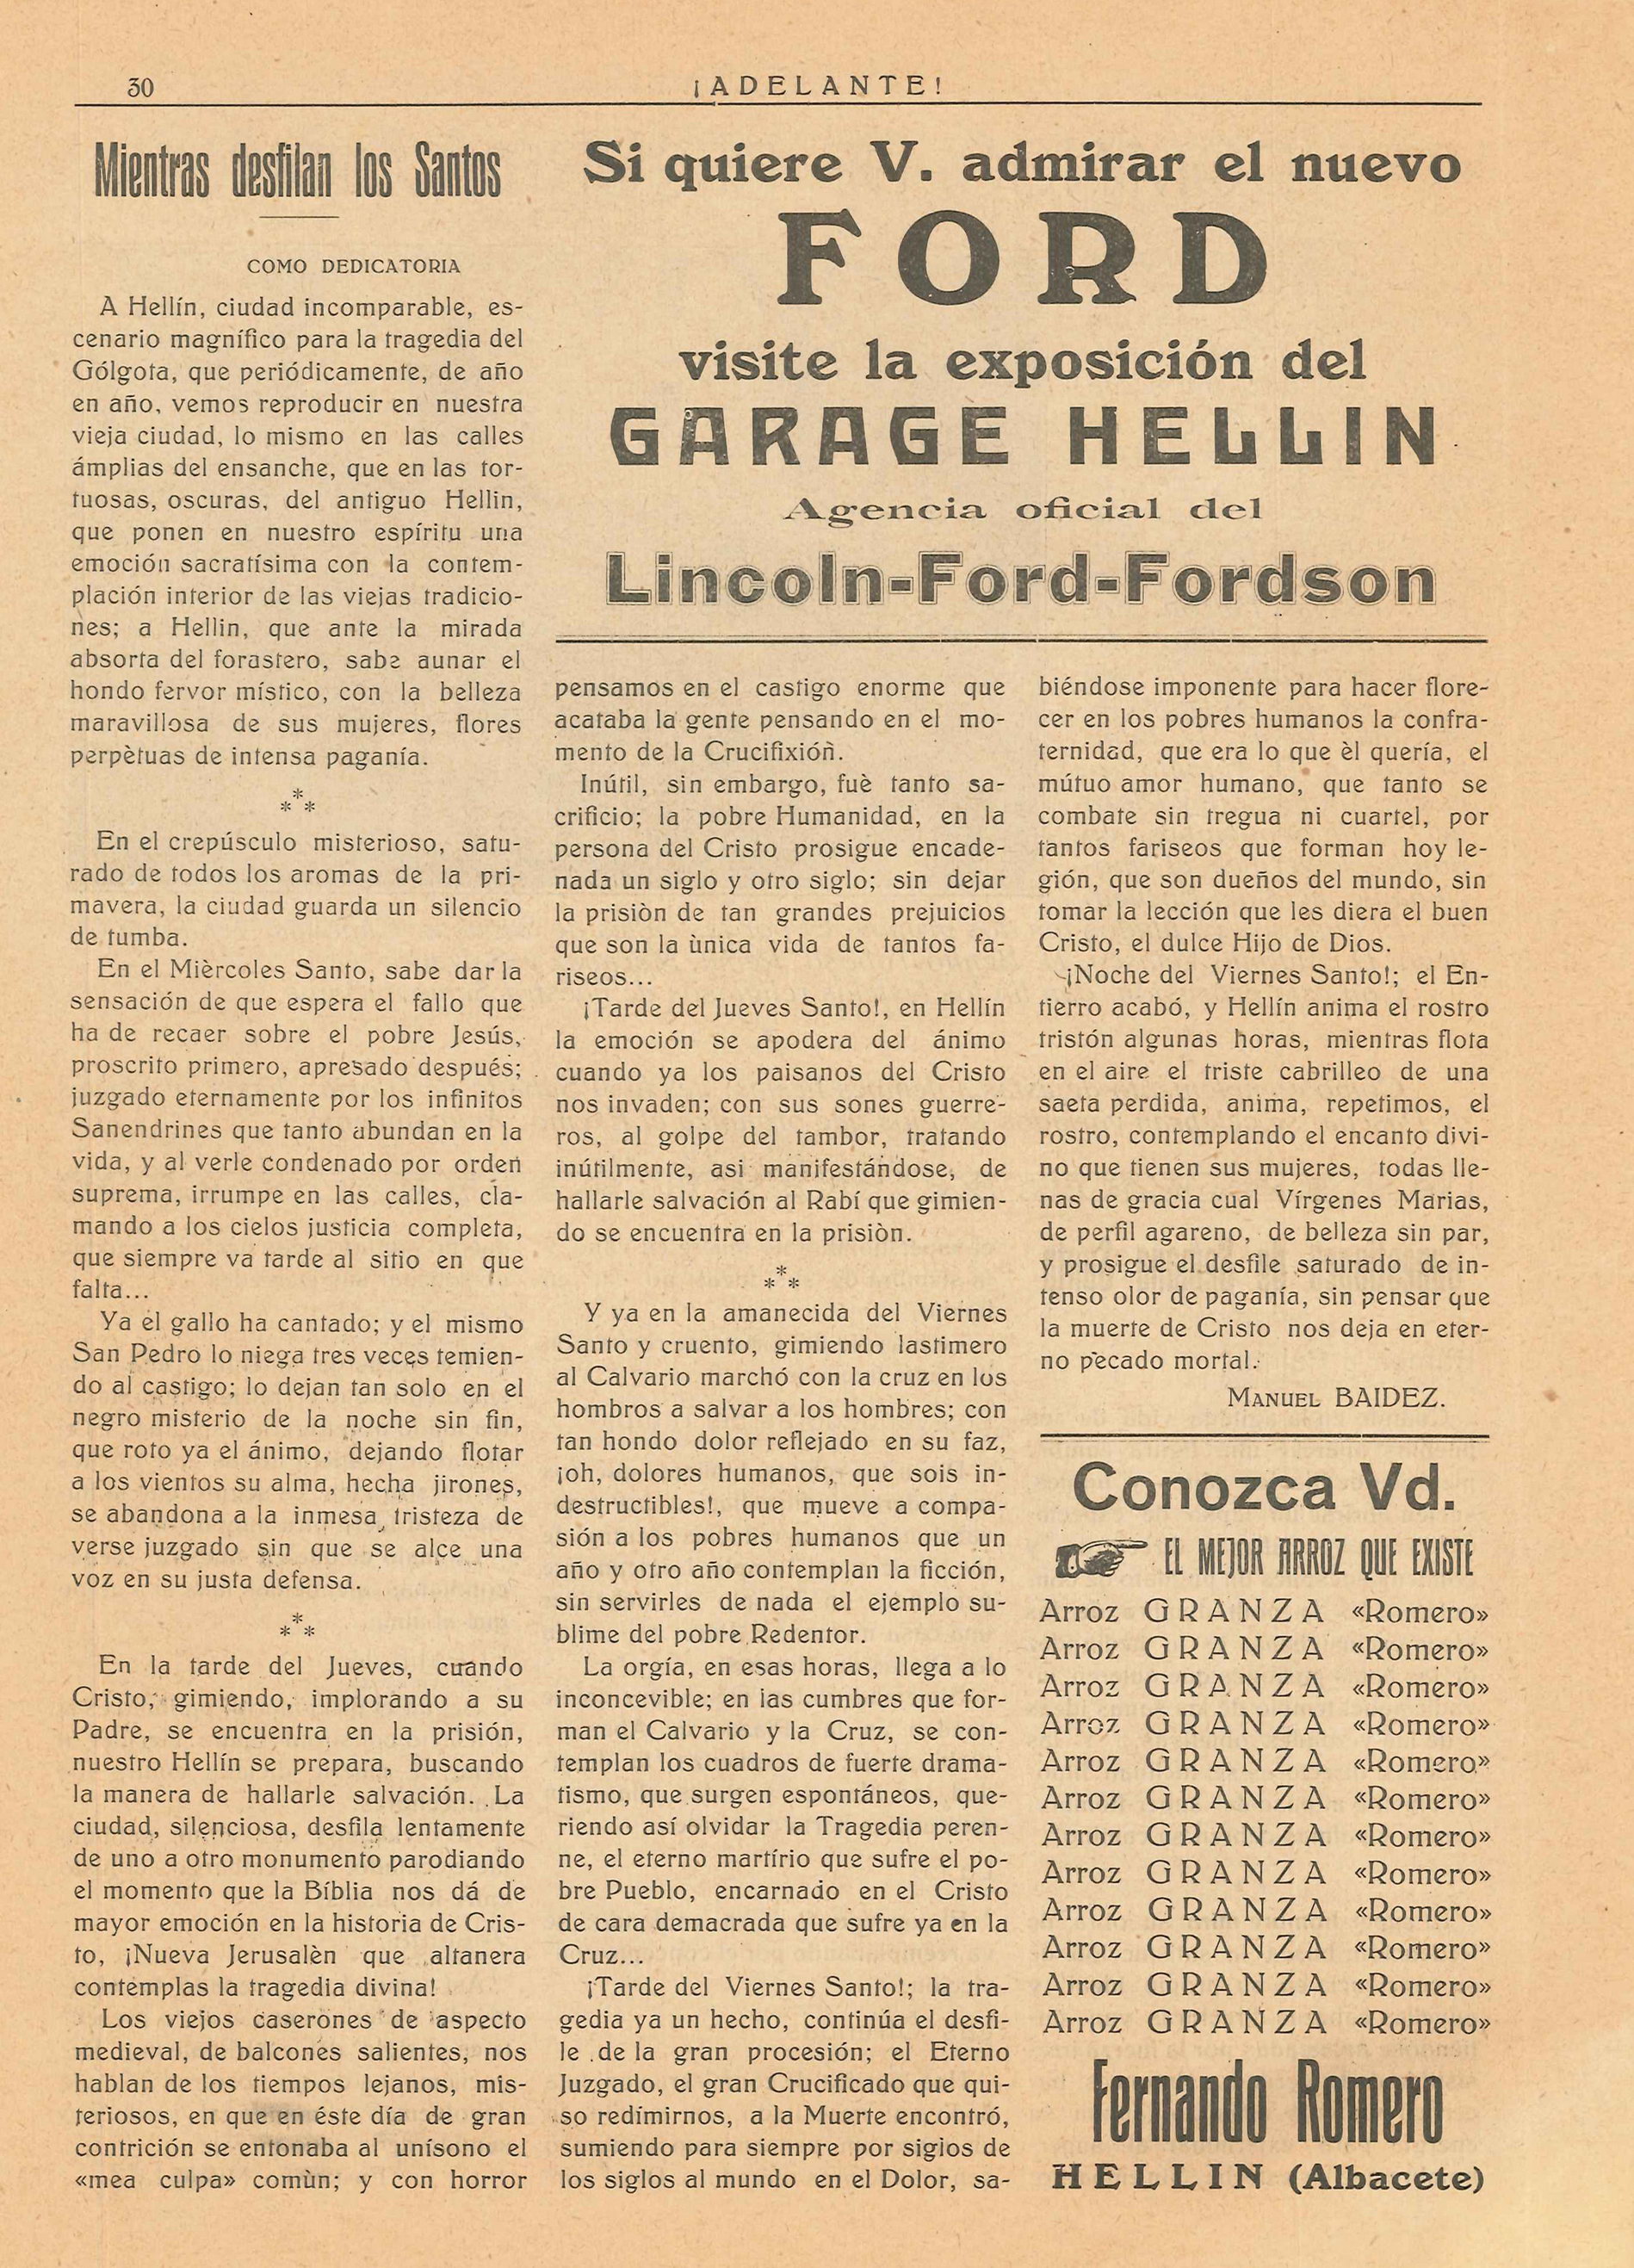 30
¡ADELANTE!
Mientras desfilan los Santos
COMO DEDICATORIA
A Hellín, ciudad incomparable, es-
cenario magnífico para la tragedia del
Gólgota, que periódicamente, de año
en año, vemos reproducir en nuestra
vieja ciudad, lo mismo en las calles
ámplias del ensanche, que en las tor-
tuosas, oscuras, del antiguo Hellin,
que ponen en nuestro espíritu una
emoción sacratísima con la contem-
plación interior de las viejas tradicio-
nes; a Hellin, que ante la mirada
absorta del forastero, sabe aunar el
hondo fervor místico, con la belleza
maravillosa de sus mujeres, flores
perpètuas de intensa paganía.
***
En el crepúsculo misterioso, satu-
rado de todos los aromas de la pri-
mavera, la ciudad guarda un silencio
de tumba.
En el Mièrcoles Santo, sabe dar la
sensación de que espera el fallo que
ha de recaer sobre el pobre Jesús,
proscrito primero, apresado después;
juzgado eternamente por los infinitos
Sanendrines que tanto abundan en la
vida, y al verle condenado por orden
suprema, irrumpe en las calles, cla-
mando a los cielos justicia completa,
que siempre va tarde al sitio en que
falta...
Ya el gallo ha cantado; y el mismo
San Pedro lo niega tres veces temien-
do al castigo; lo dejan tan solo en el
negro misterio de la noche sin fin,
que roto ya el ánimo, dejando flotar
a los vientos su alma, hecha jirones,
se abandona a la inmesa tristeza de
verse juzgado sin que se alce una
voz en su justa defensa.
***
En la tarde del Jueves, cuando
Cristo, gimiendo, implorando a su
Padre, se encuentra en la prisión,
nuestro Hellín se prepara, buscando
la manera de hallarle salvación. La
ciudad, silenciosa, desfila lentamente
de uno a otro monumento parodiando
el momento que la Bíblia nos dá de
mayor emoción en la historia de Cris-
to, ¡Nueva Jerusalèn que altanera
contemplas la tragedia divina!
Los viejos caserones de aspecto
medieval, de balcones salientes, nos
hablan de los tiempos lejanos, mis-
teriosos, en que en éste día de gran
contrición se entonaba al unísono el
«mea culpa» comùn; y con horror
Si quiere V. admirar el nuevo
FORD
visite la exposición del
GARAGE HELLIN
Agencia oficial del
Lincoln-Ford-Fordson
pensamos en el castigo enorme que
acataba la gente pensando en el mo-
mento de la Crucifixión.
Inútil, sin embargo, fuè tanto sa-
crificio; la pobre Humanidad, en la
persona del Cristo prosigue encade-
nada un siglo y otro siglo; sin dejar
la prisiòn de tan grandes prejuicios
que son la ùnica vida de tantos fa-
riseos...
¡Tarde del Jueves Santo!, en Hellín
la emoción se apodera del ánimo
cuando ya los paisanos del Cristo
nos invaden; con sus sones guerre-
ros, al golpe del tambor, tratando
inútilmente, asi manifestándose, de
hallarle salvación al Rabí que gimien-
do se encuentra en la prisiòn.
***
Y ya en la amanecida del Viernes
Santo y cruento, gimiendo lastimero
al Calvario marchó con la cruz en los
hombros a salvar a los hombres; con
tan hondo dolor reflejado en su faz,
¡oh, dolores humanos, que sois in-
destructibles!, que mueve a compa-
sión a los pobres humanos que un
año y otro año contemplan la ficción,
sin servirles de nada el ejemplo su-
blime del pobre Redentor.
La orgía, en esas horas, llega a lo
inconcevible; en las cumbres que for-
man el Calvario y la Cruz, se con-
templan los cuadros de fuerte drama-
tismo, que surgen espontáneos, que-
riendo así olvidar la Tragedia peren-
ne, el eterno martírio que sufre el po-
bre Pueblo, encarnado en el Cristo
de cara demacrada que sufre ya en la
Cruz...
¡Tarde del Viernes Santo!; la tra-
gedia ya un hecho, continúa el desfi-
le de la gran procesión; el Eterno
Juzgado, el gran Crucificado que qui-
so redimirnos, a la Muerte encontró,
sumiendo para siempre por siglos de
los siglos al mundo en el Dolor, sa-
biéndose imponente para hacer flore-
cer en los pobres humanos la confra-
ternidad, que era lo que èl quería, el
mútuo amor humano, que tanto se
combate sin tregua ni cuartel, por
tantos fariseos que forman hoy le-
gión, que son dueños del mundo, sin
tomar la lección que les diera el buen
Cristo, el dulce Hijo de Dios.
¡Noche del Viernes Santo!; el En-
tierro acabó, y Hellín anima el rostro
tristón algunas horas, mientras flota
en el aire el triste cabrilleo de una
saeta perdida, anima, repetimos, el
rostro, contemplando el encanto divi-
no que tienen sus mujeres, todas lle-
nas de gracia cual Vírgenes Marias,
de perfil agareno, de belleza sin par,
y prosigue el desfile saturado de in-
tenso olor de paganía, sin pensar que
la muerte de Cristo nos deja en eter-
no pecado mortal.
MANUEL BAIDEZ.
Conozca Vd.
EL MEJOR ARROZ QUE EXISTE
Arroz GRANZA «Romero»
Arroz GRANZA «Romero»
Arroz GRANZA «Romero»
Arroz GRANZA «Romero»
Arroz GRANZA «Romero»
Arroz GRANZA «Romero»
Arroz GRANZA «Romero»
Arroz GRANZA «Romero»
Arroz GRANZA «Romero»
Arroz GRANZA «Romero»
Arroz GRANZA «Romero»
Arroz GRANZA «Romero»
Fernando Romero
HELLIN (Albacete)